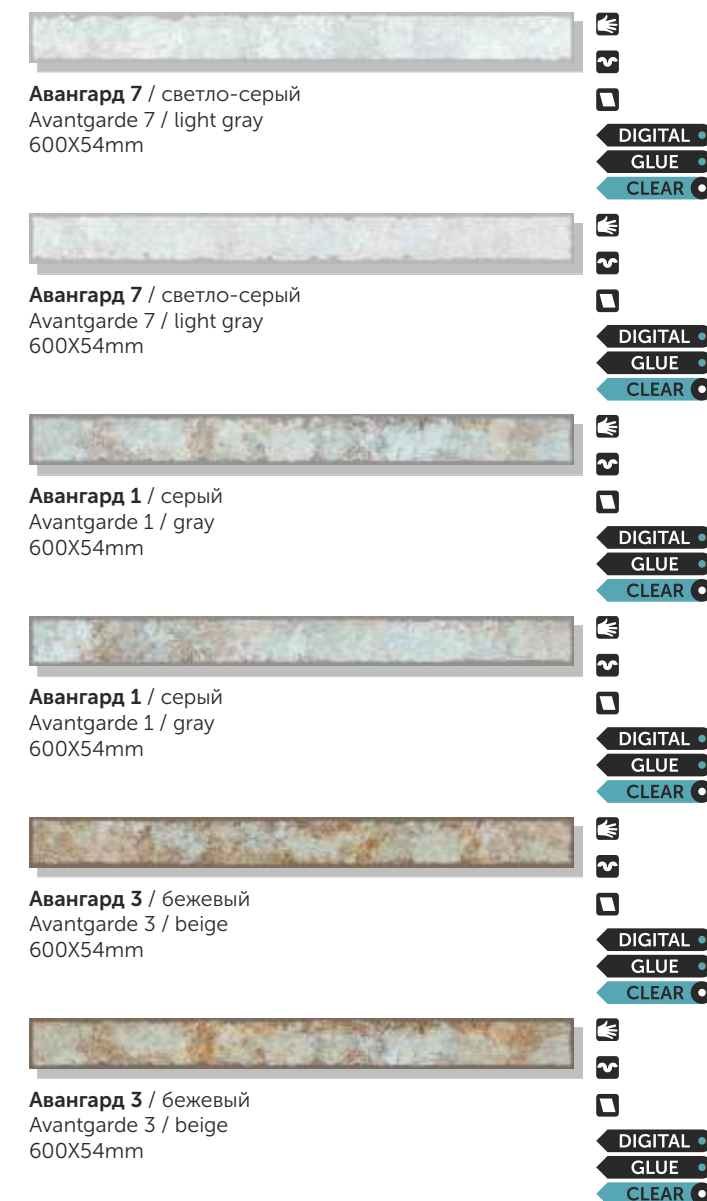 Авангард 7 / светло-серый
Avantgarde 7 / light gray
600X54mm
DIGITAL
GLUE
CLEAR
Авангард 7 / светло-серый
Avantgarde 7 / light gray
600X54mm
DIGITAL
GLUE
CLEAR
Авангард 1 / серый
Avantgarde 1 / gray
600X54mm
DIGITAL
GLUE
CLEAR
Авангард 1 / серый
Avantgarde 1 / gray
600X54mm
DIGITAL
GLUE
CLEAR
Авангард 3 / бежевый
Avantgarde 3 / beige
600X54mm
DIGITAL
GLUE
CLEAR
Авангард 3 / бежевый
Avantgarde 3 / beige
600X54mm
DIGITAL
GLUE
CLEAR